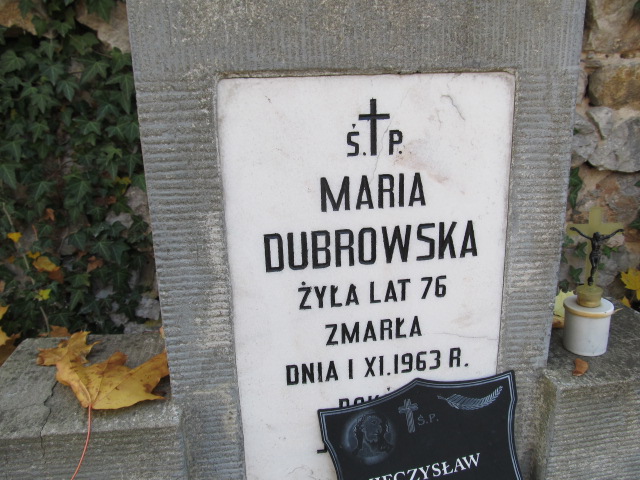 Ś. P.
MARIA
DUBROWSKA
ŻYŁA LAT 76
ZMARŁA
DNIA 1 XI. 1963 R.
Ś.P.